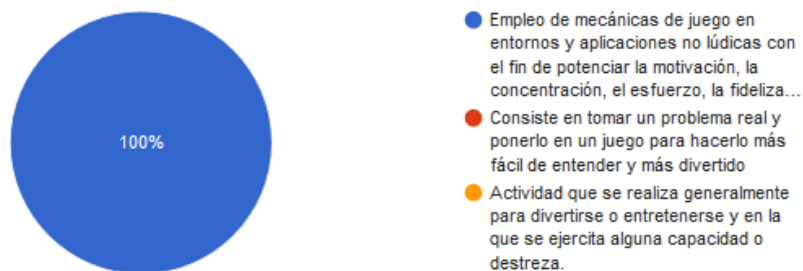 100%
Empleo de mecánicas de juego en
entornos y aplicaciones no lúdicas con
el fin de potenciar la motivación, la
concentración, el esfuerzo, la fideliza…
Consiste en tomar un problema real y
ponerlo en un juego para hacerlo más
fácil de entender y más divertido
Actividad que se realiza generalmente
para divertirse o entretenerse y en la
que se ejercita alguna capacidad o
destreza.